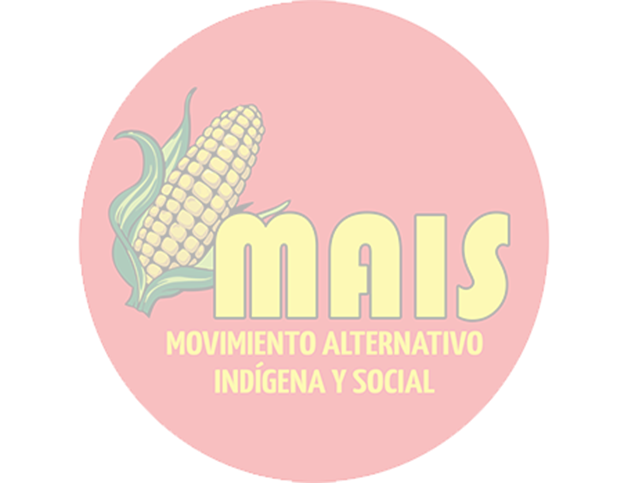 MAIS
MOVIMIENTO ALTERNATIVO
INDÍGENA Y SOCIAL